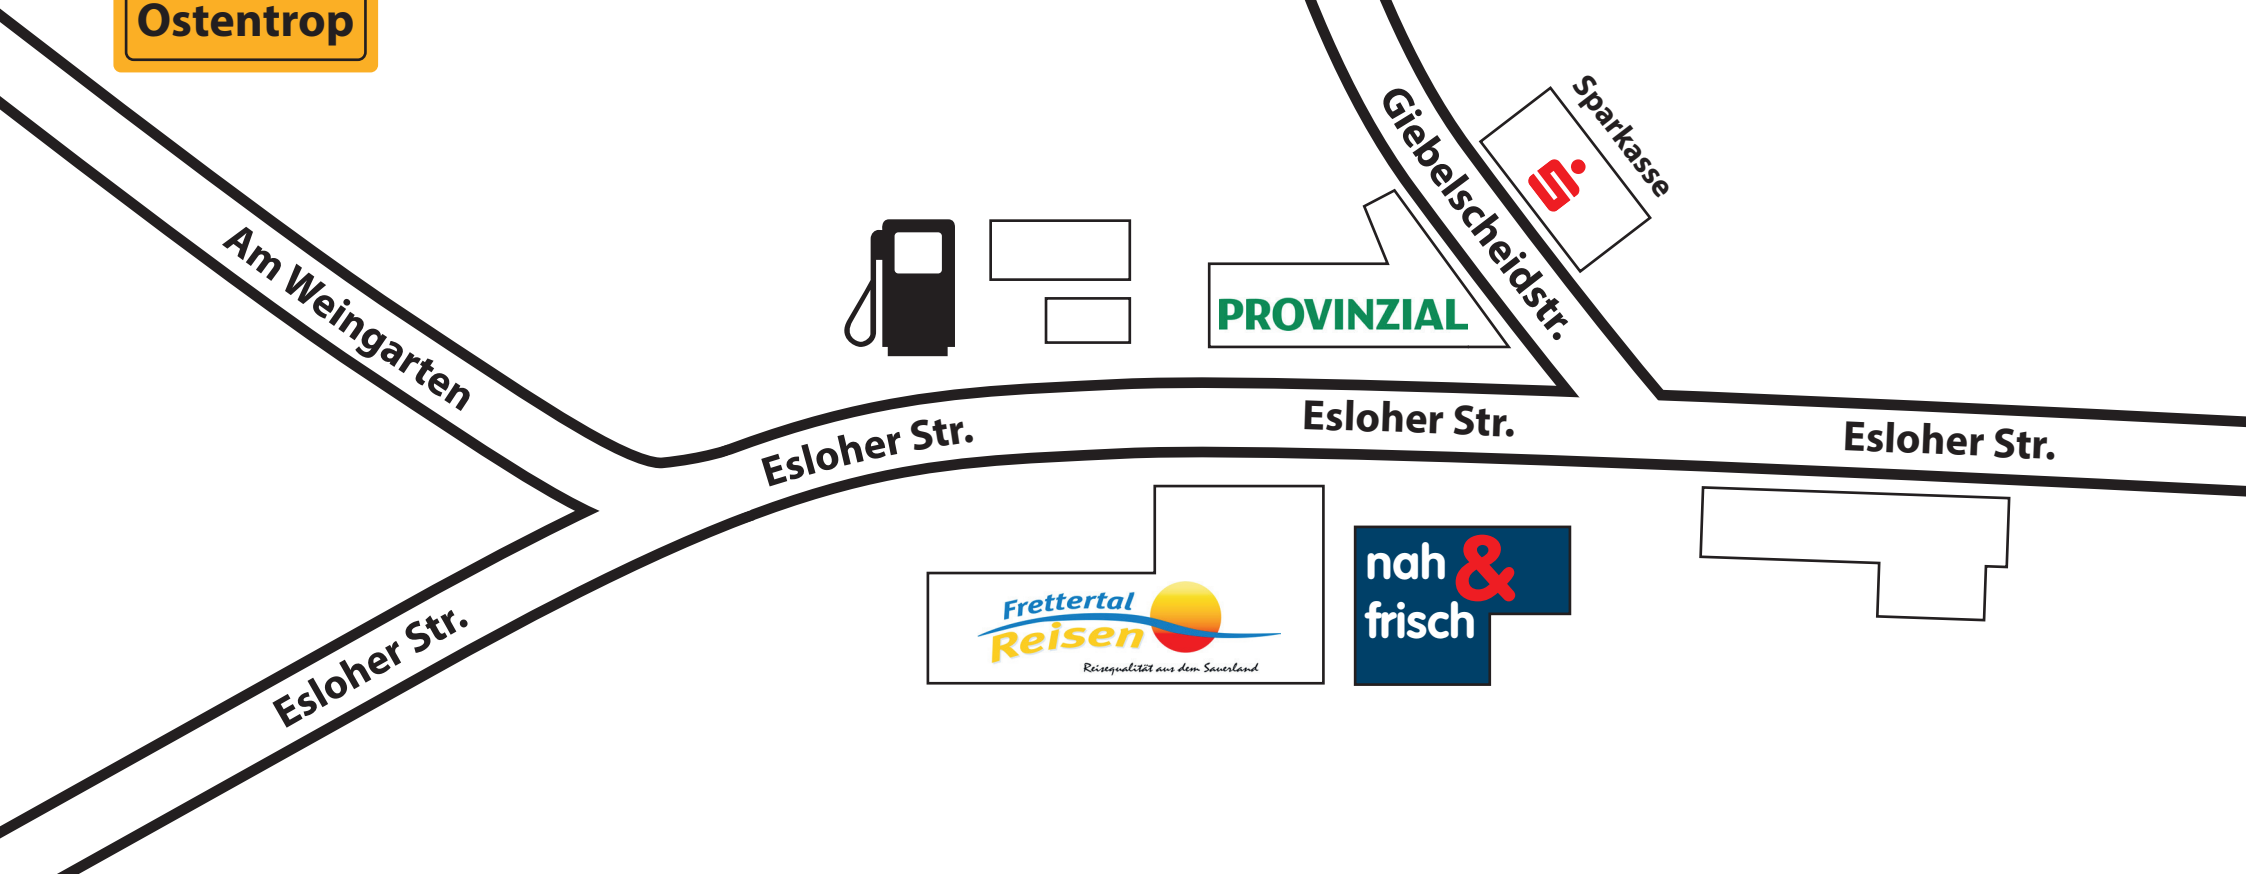 Ostentrop
Am Weingarten
Giebelscheidstr.
Sparkasse
PROVINZIAL
Esloher Str.
Esloher Str.
Esloher Str.
Esloher Str.
Frettertal
Reisen
Reisequalität aus dem Sauerland
nah &
frisch